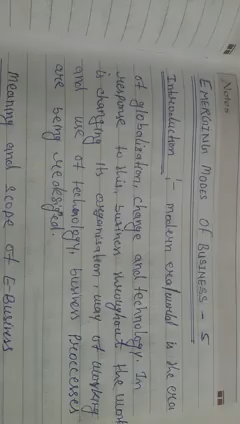 Notes
EMERGING MODES OF BUSINESS - 5
Introduction :- modern era/world is the era
of globalization, change and technology. In
response to this, business throughout the world
is changing its organisation, way of working
and use of technology, business Proccesses
are being redesigned.
Meaning and scope of E-Business